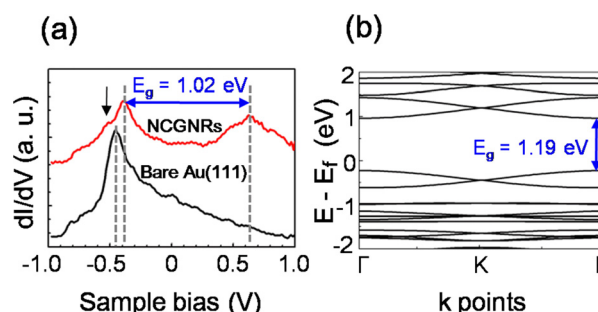 (a)
dI/dV (a. u.)
E_g = 1.02 eV
NCGNRs
Bare Au(111)
-1.0 -0.5 0.0 0.5 1.0
Sample bias (V)
(b)
E - E_f (eV)
2
1
0
-1
-2
E_g = 1.19 eV
Γ K
k points